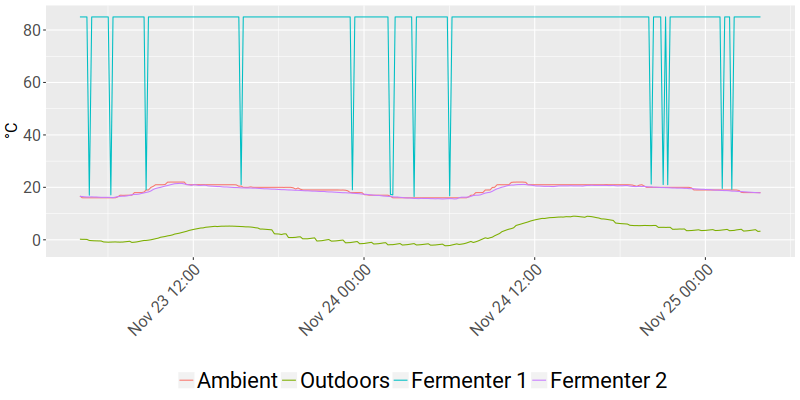 80
60
40
20
0
°C
Nov 23 12:00
Nov 24 00:00
Nov 24 12:00
Nov 25 00:00
Ambient Outdoors Fermenter 1 Fermenter 2